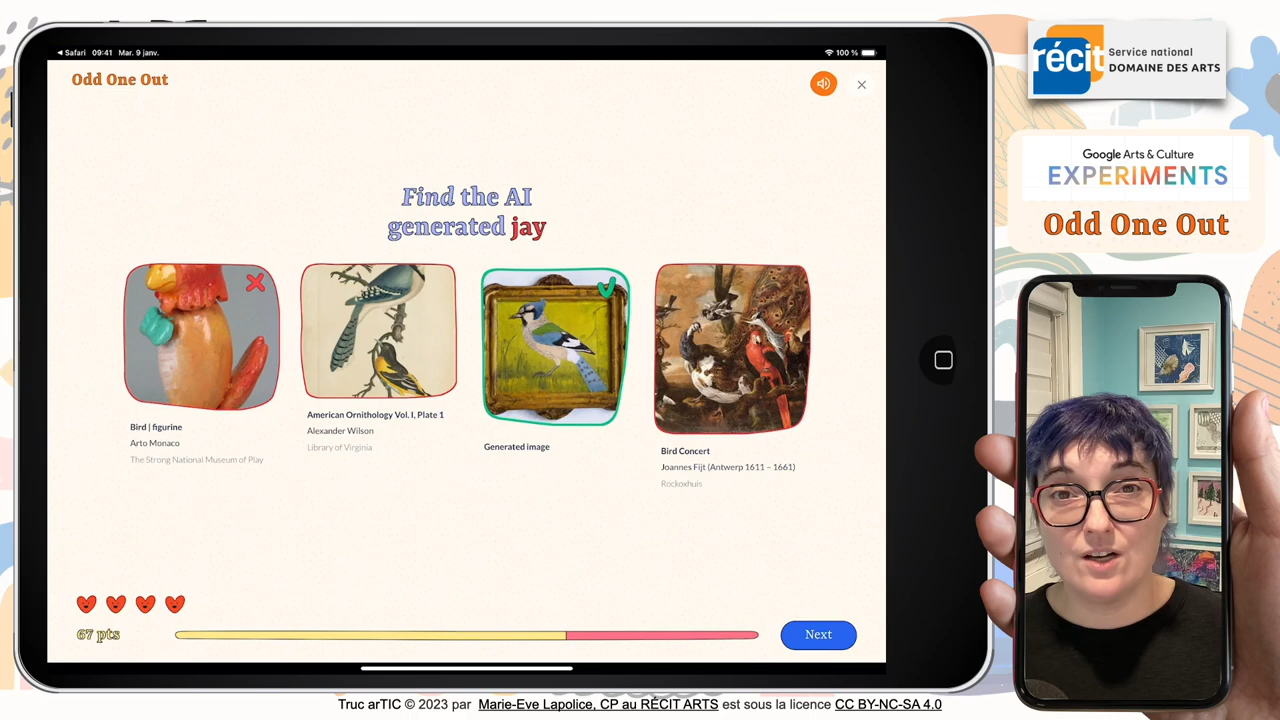 Safari 09:41 Mar. 9 janv.
100 %
Odd One Out
Find the AI
generated jay
Bird | figurine
Arto Monaco
The Strong National Museum of Play
American Ornithology Vol. I, Plate 1
Alexander Wilson
Library of Virginia
Generated image
Bird Concert
Joannes Fijt (Antwerp 1611 – 1661)
Rockoxhuis
67 pts
Next
récit
Service national
DOMAINE DES ARTS
Google Arts & Culture
EXPERIMENTS
Odd One Out
Truc arTIC © 2023 par Marie-Eve Lapolice, CP au RÉCIT ARTS est sous la licence CC BY-NC-SA 4.0